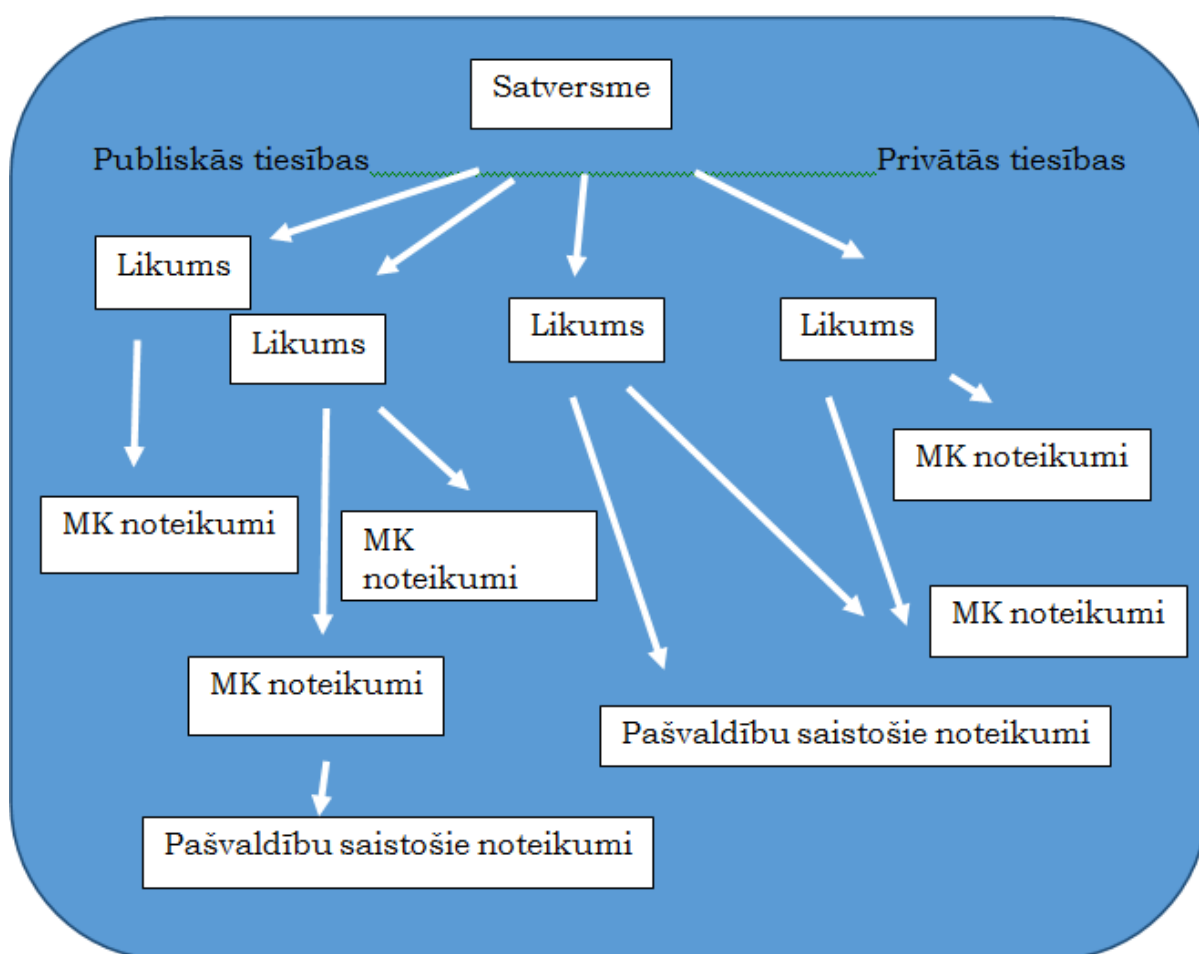 Satversme
Publiskās tiesības Privātās tiesības
Likums
Likums
Likums
Likums
MK noteikumi
MK noteikumi
MK
noteikumi
MK noteikumi
MK noteikumi
Pašvaldību saistošie noteikumi
Pašvaldību saistošie noteikumi